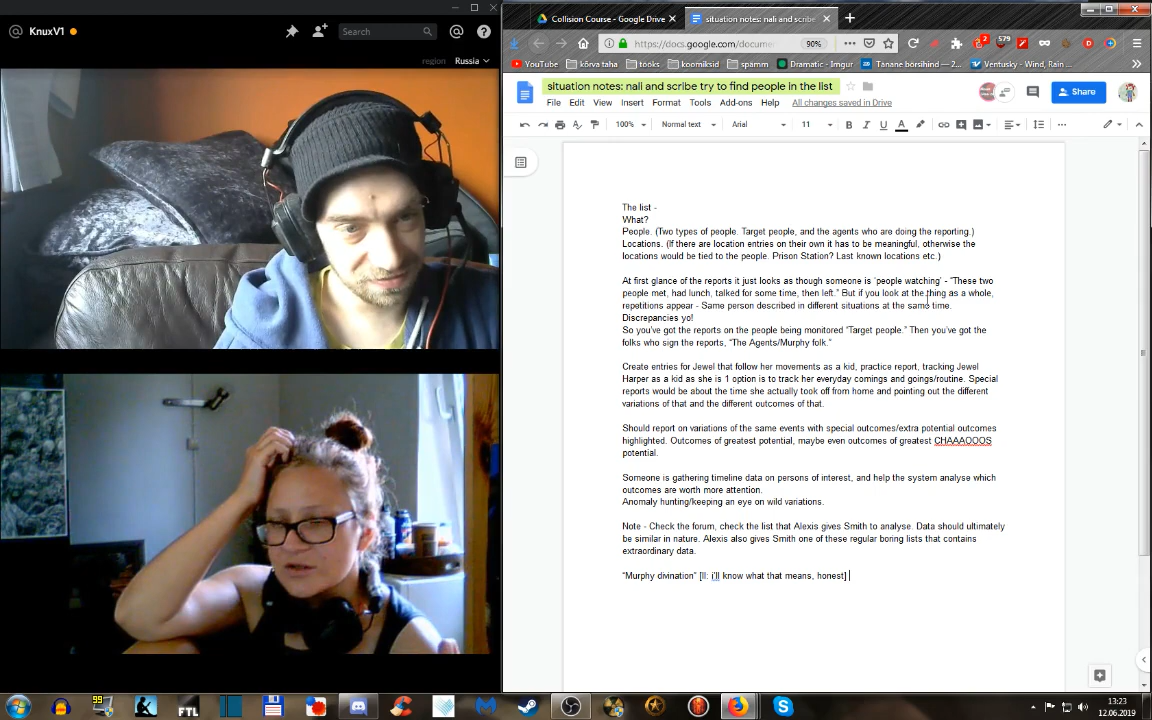 KnuxV1
Search
region Russia
Collision Course - Google Drive
situation notes: nali and scribe
https://docs.google.com/docume
90%
2
579
YouTube
kõrva taha
tööks
koomiksid
spämm
Dramatic - Imgur
Tänane börsihind — 2...
Ventusky - Wind, Rain ...
situation notes: nali and scribe try to find people in the list
File Edit View Insert Format Tools Add-ons Help All changes saved in Drive
Share
100% Normal text Arial 11 B I U A
The list -
What?
People. (Two types of people. Target people, and the agents who are doing the reporting.)
Locations. (If there are location entries on their own it has to be meaningful, otherwise the
locations would be tied to the people. Prison Station? Last known locations etc.)
At first glance of the reports it just looks as though someone is 'people watching' - "These two
people met, had lunch, talked for some time, then left." But if you look at the thing as a whole,
repetitions appear - Same person described in different situations at the same time.
Discrepancies yo!
So you've got the reports on the people being monitored "Target people." Then you've got the
folks who sign the reports, "The Agents/Murphy folk."
Create entries for Jewel that follow her movements as a kid, practice report, tracking Jewel
Harper as a kid as she is 1 option is to track her everyday comings and goings/routine. Special
reports would be about the time she actually took off from home and pointing out the different
variations of that and the different outcomes of that.
Should report on variations of the same events with special outcomes/extra potential outcomes
highlighted. Outcomes of greatest potential, maybe even outcomes of greatest CHAAAOOOS
potential.
Someone is gathering timeline data on persons of interest, and help the system analyse which
outcomes are worth more attention.
Anomaly hunting/keeping an eye on wild variations.
Note - Check the forum, check the list that Alexis gives Smith to analyse. Data should ultimately
be similar in nature. Alexis also gives Smith one of these regular boring lists that contains
extraordinary data.
"Murphy divination" [ll: i'll know what that means, honest]
99
FTL
13:23
12.06.2019